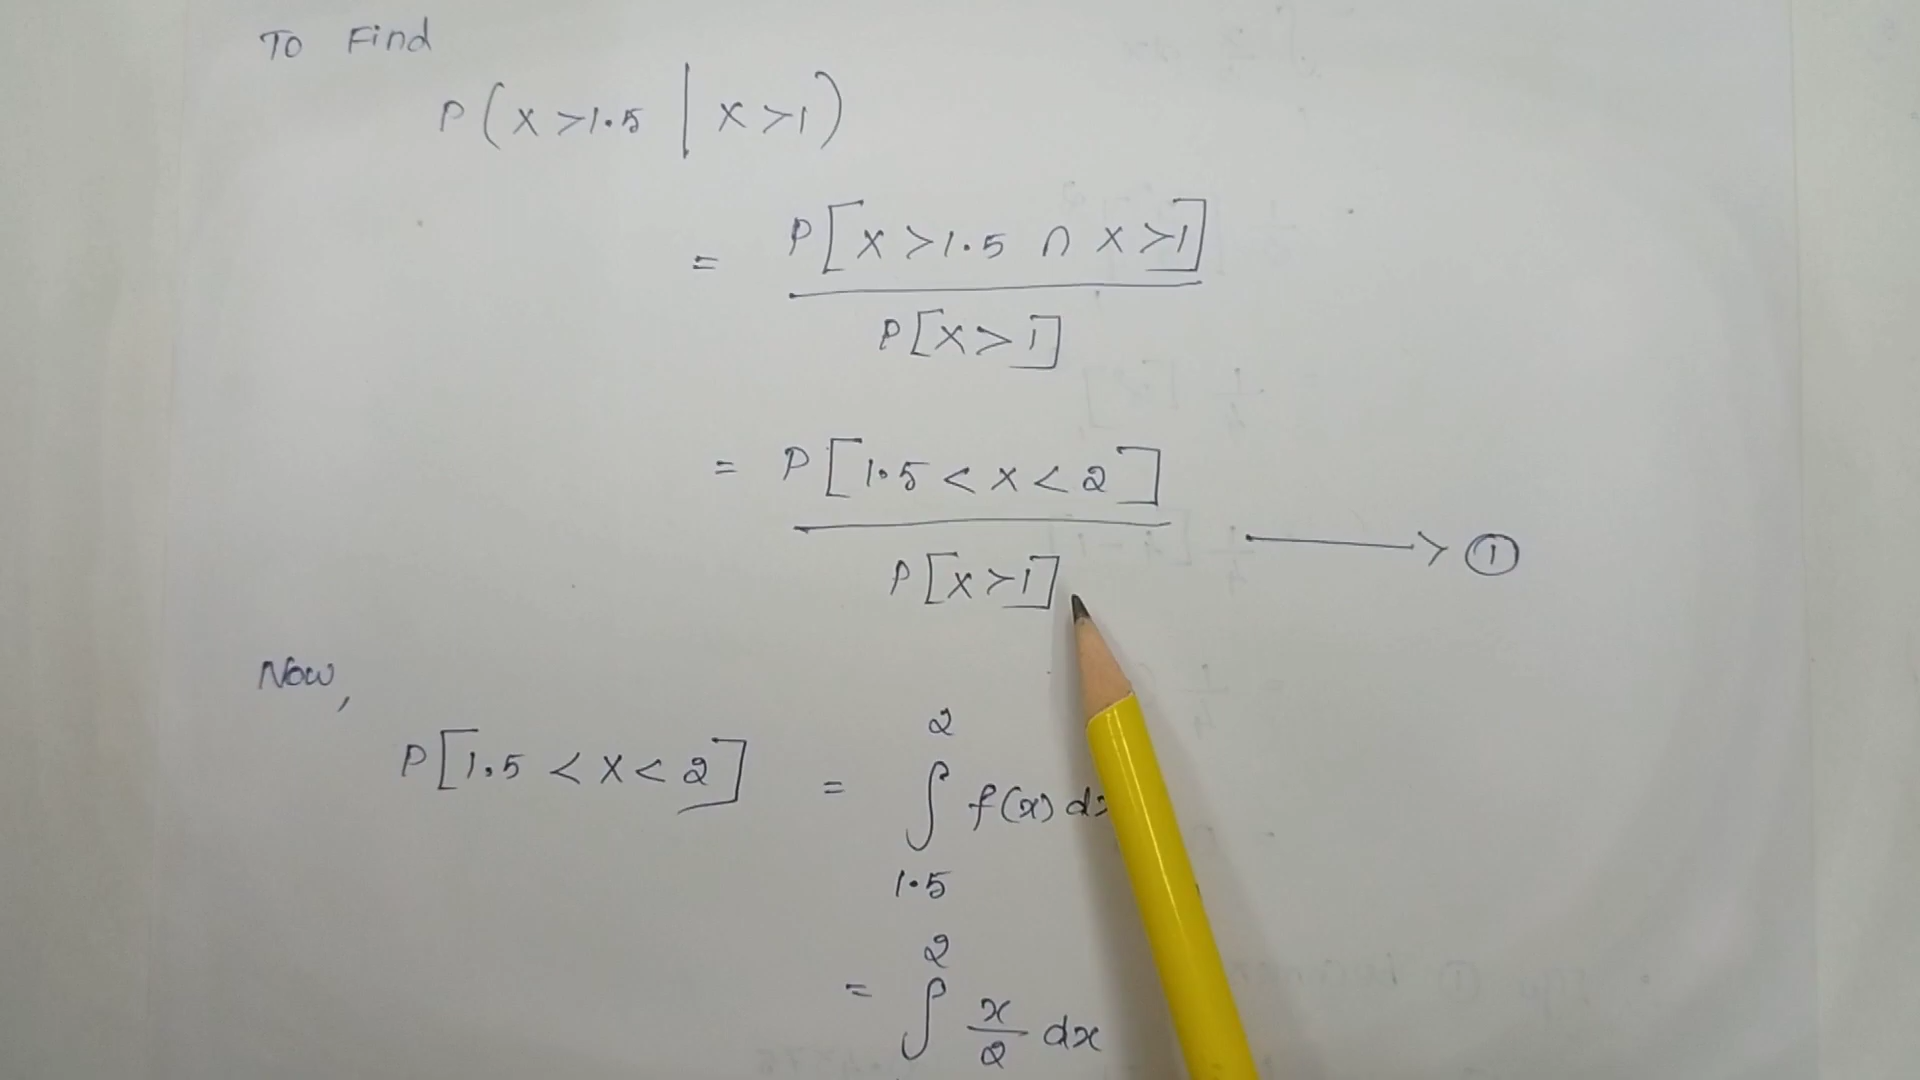 To Find
P(X>1.5 | X>1)
= P[X>1.5 ∩ X>1]
P[X>1]
= P[1.5<X<2]
P[X>1] ⟶ ①
Now,
P[1.5<X<2] = ∫ 2 1.5 f(x) dx
= ∫ 2 x/2 dx